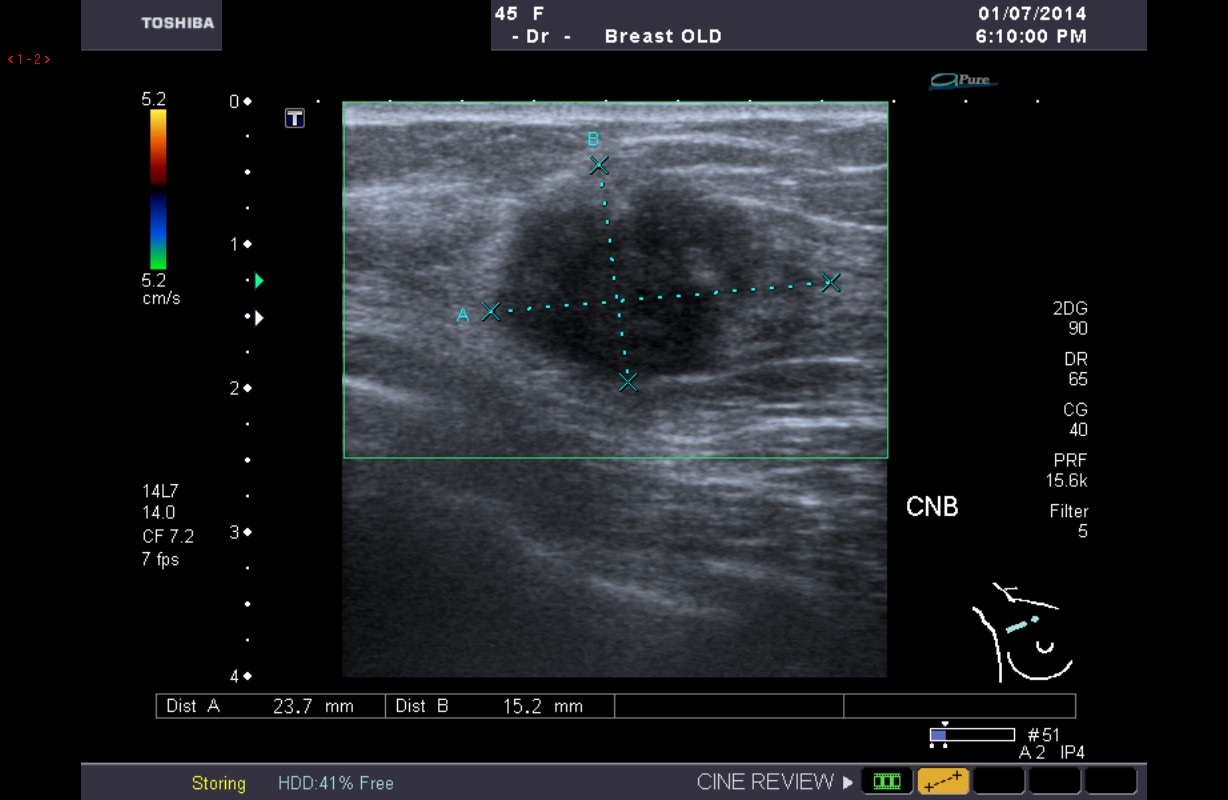 TOSHIBA
45 F
- Dr - Breast OLD
01/07/2014
6:10:00 PM
<1-2>
aPure
5.2
5.2
cm/s
T
0
1
2
3
4
B
A
14L7
14.0
CF 7.2
7 fps
2DG
90
DR
65
CG
40
PRF
15.6k
Filter
5
CNB
Dist A 23.7 mm
Dist B 15.2 mm
#51
A2 IP4
Storing
HDD:41% Free
CINE REVIEW